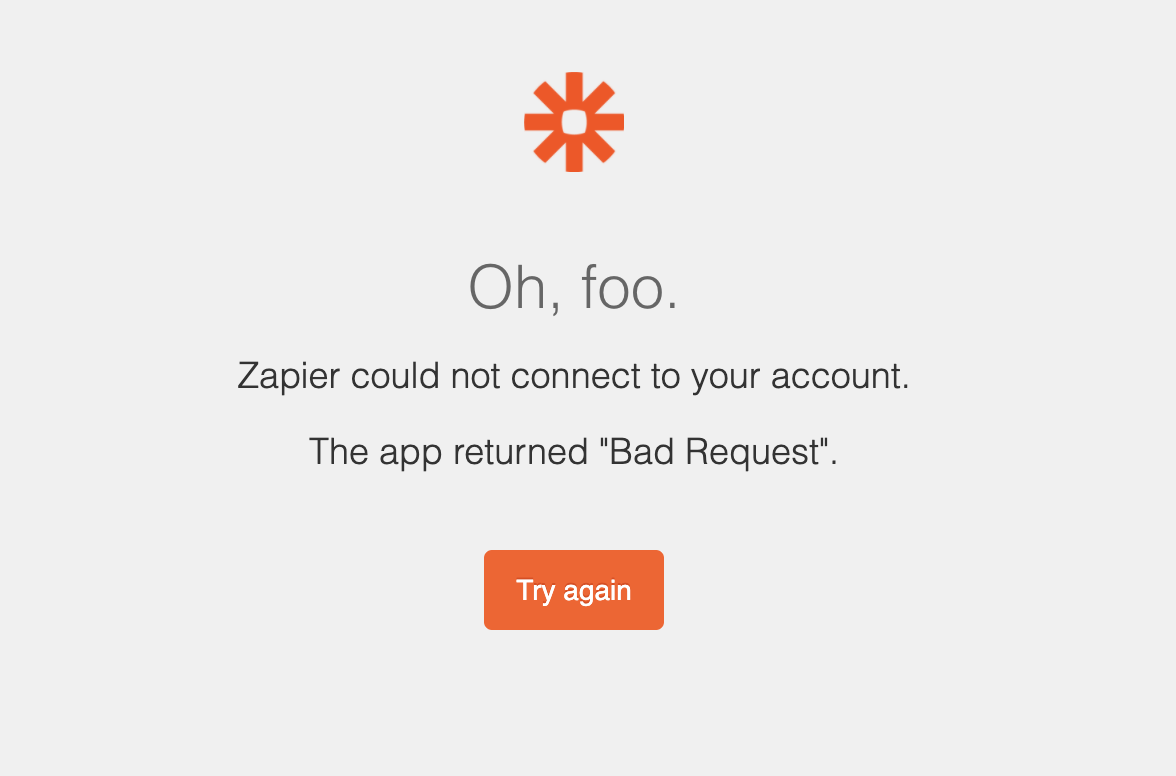 Oh, foo.
Zapier could not connect to your account.
The app returned "Bad Request".
Try again